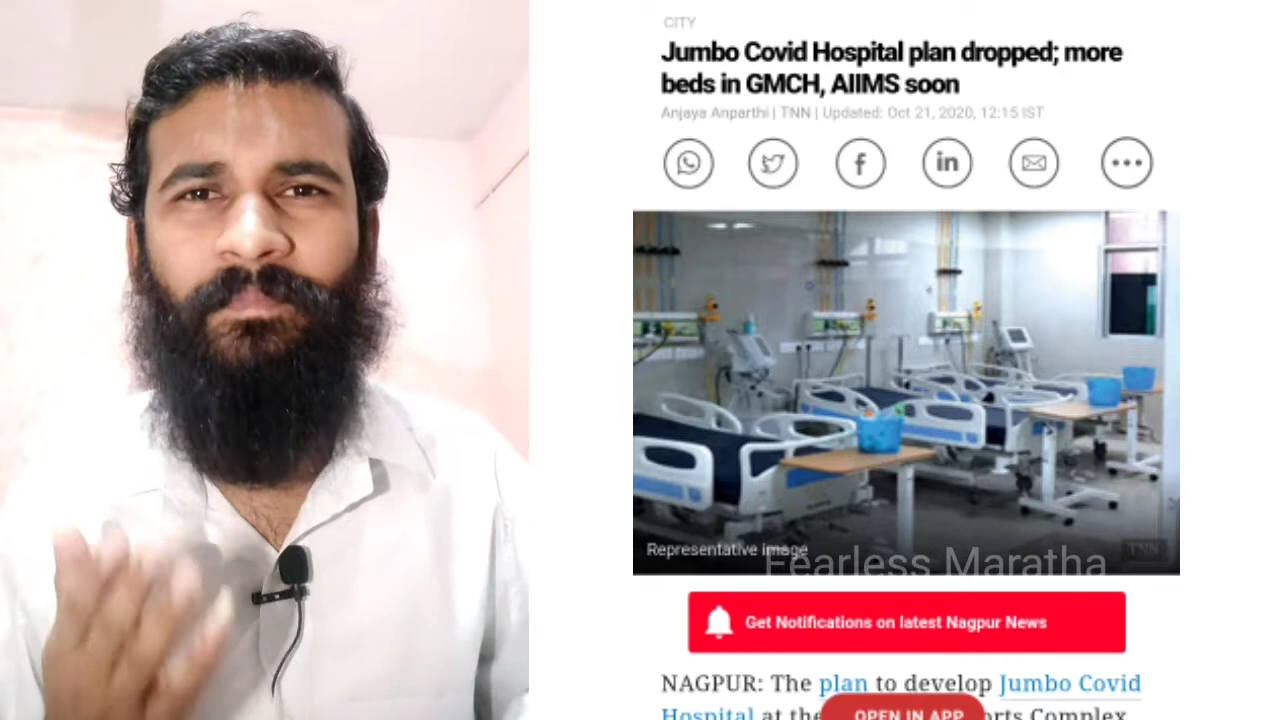 CITY
Jumbo Covid Hospital plan dropped; more
beds in GMCH, AIIMS soon
Anjaya Anparthi | TNN | Updated: Oct 21, 2020, 12:15 IST
Representative image
Fearless Maratha
TNN
Get Notifications on latest Nagpur News
NAGPUR: The plan to develop Jumbo Covid
Hospital at the
OPEN IN APP
Complex